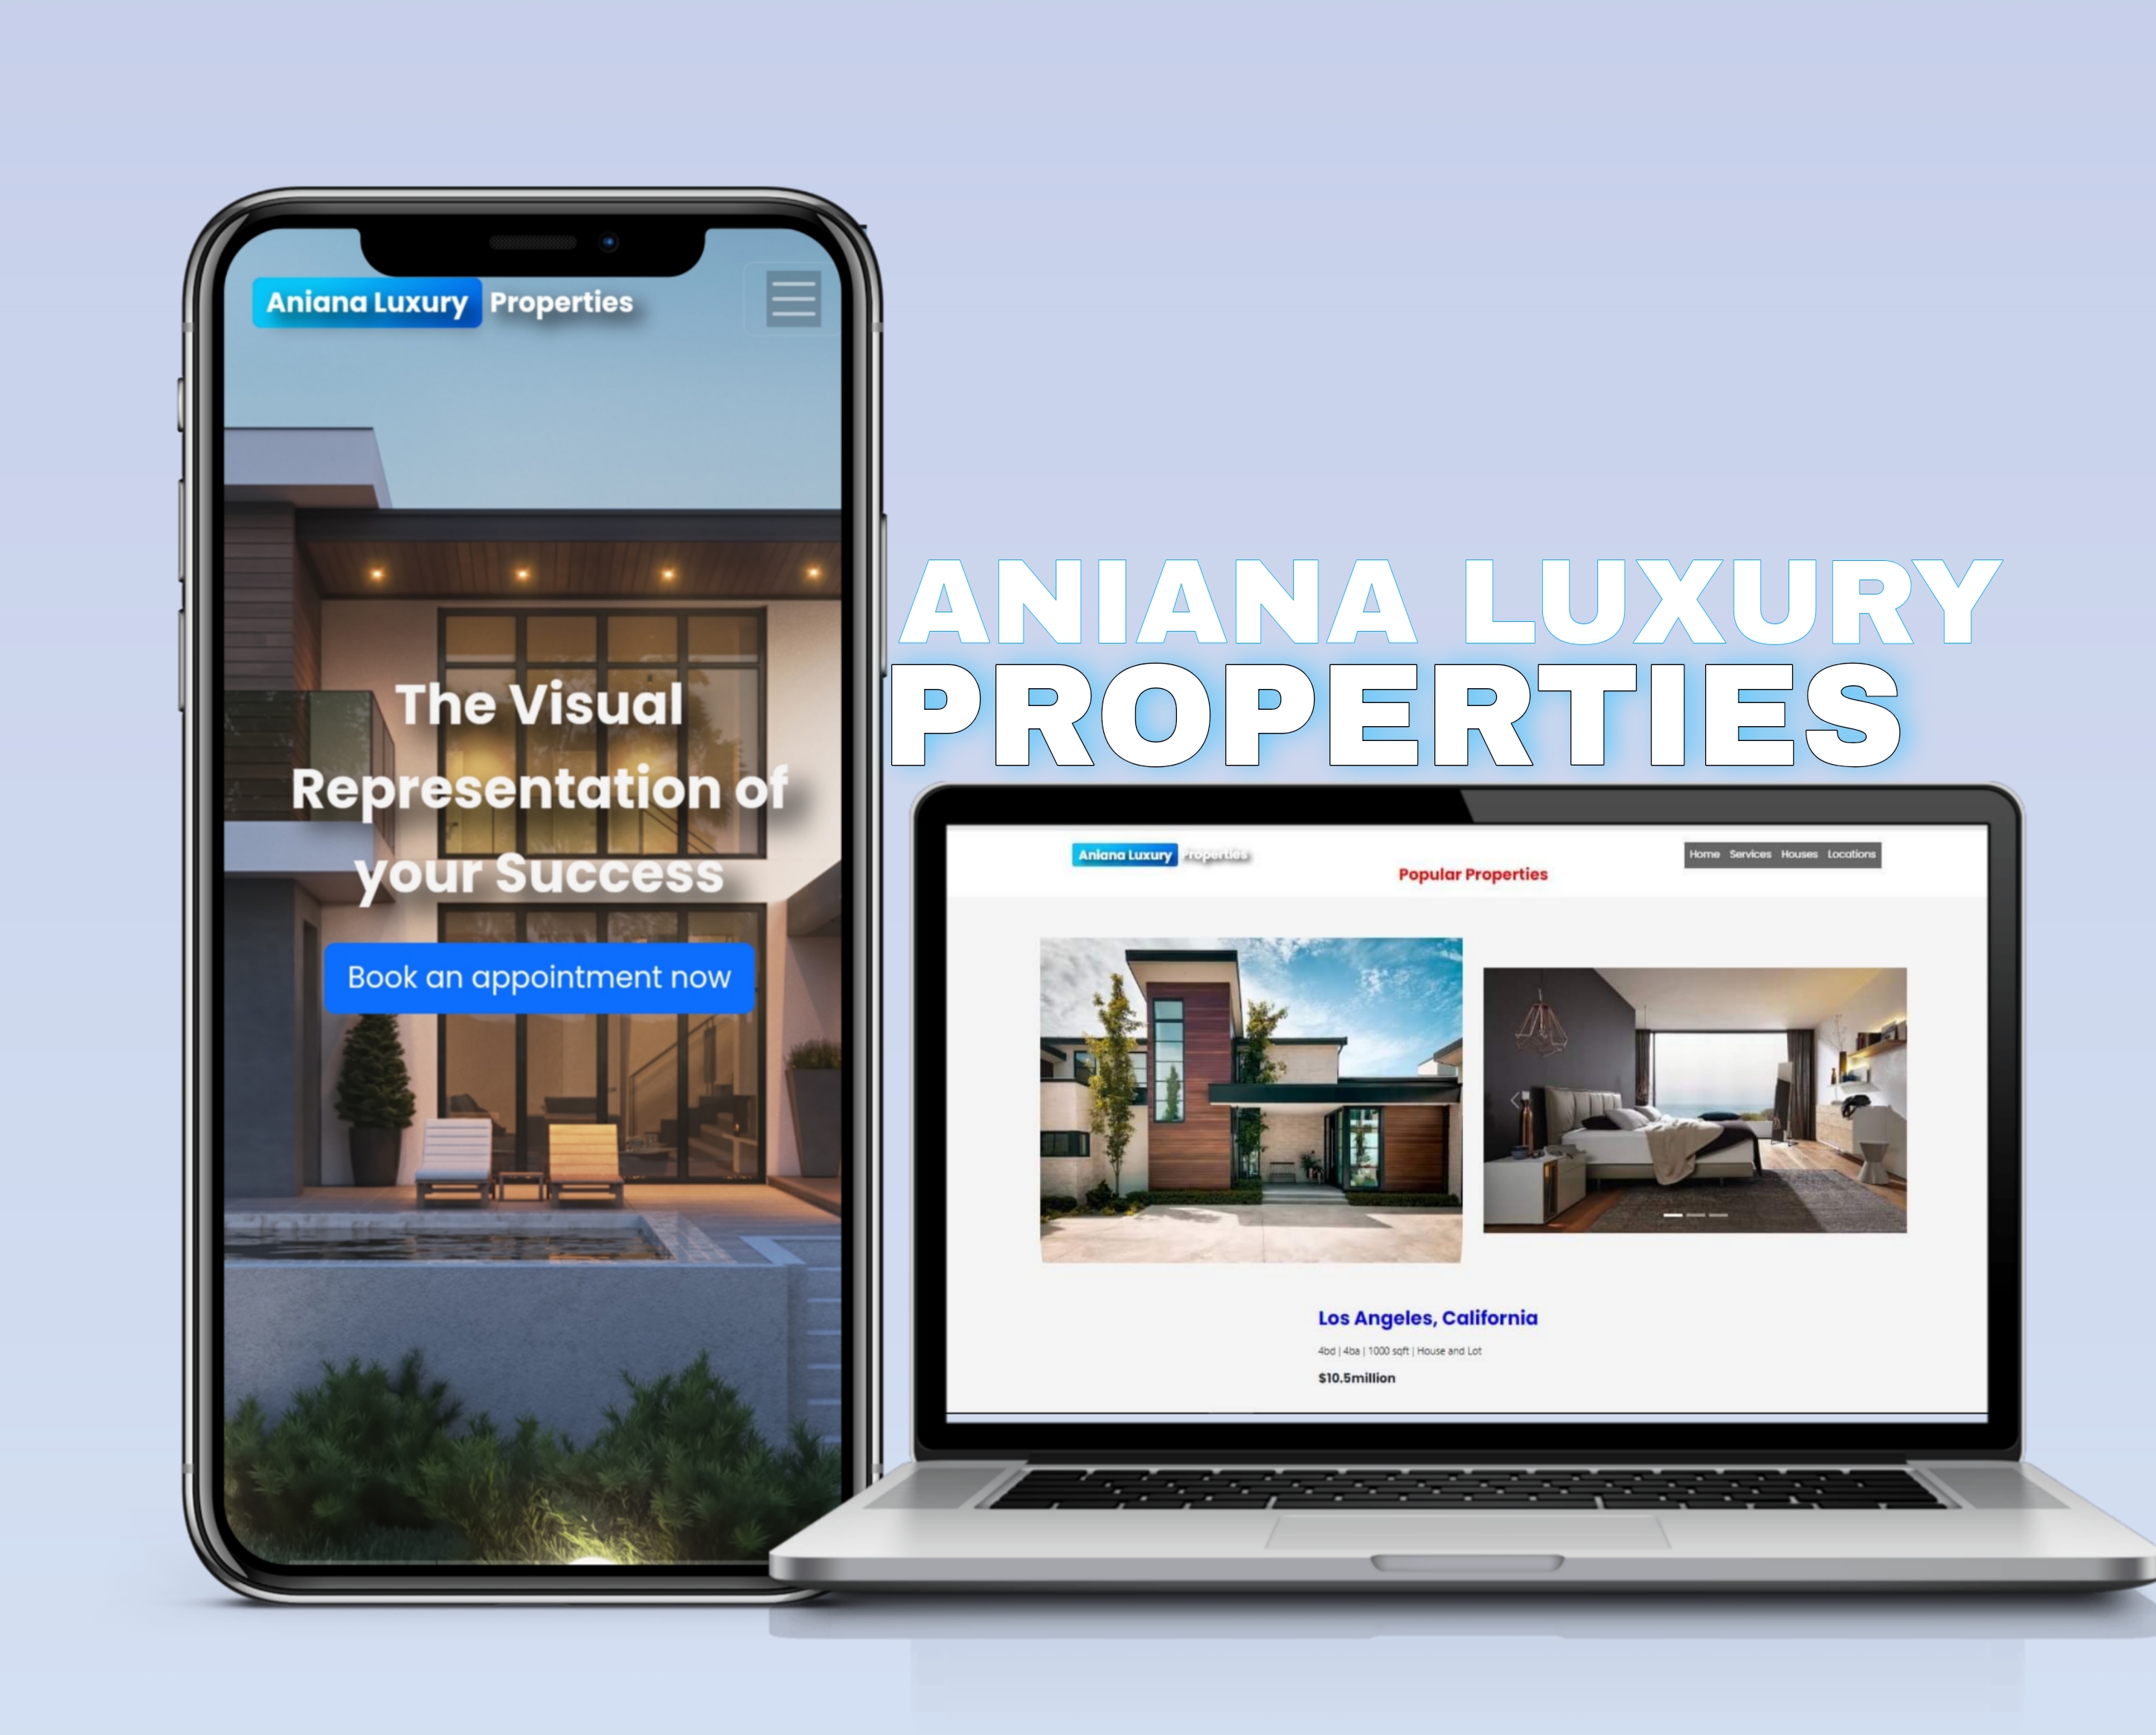 Aniana Luxury Properties
The Visual
Representation of
your Success
Book an appointment now
ANIANA LUXURY
PROPERTIES
Aniana Luxury Properties
Home Services Houses Locations
Popular Properties
Los Angeles, California
4bd | 4ba | 1000 sqft | House and Lot
$10.5million